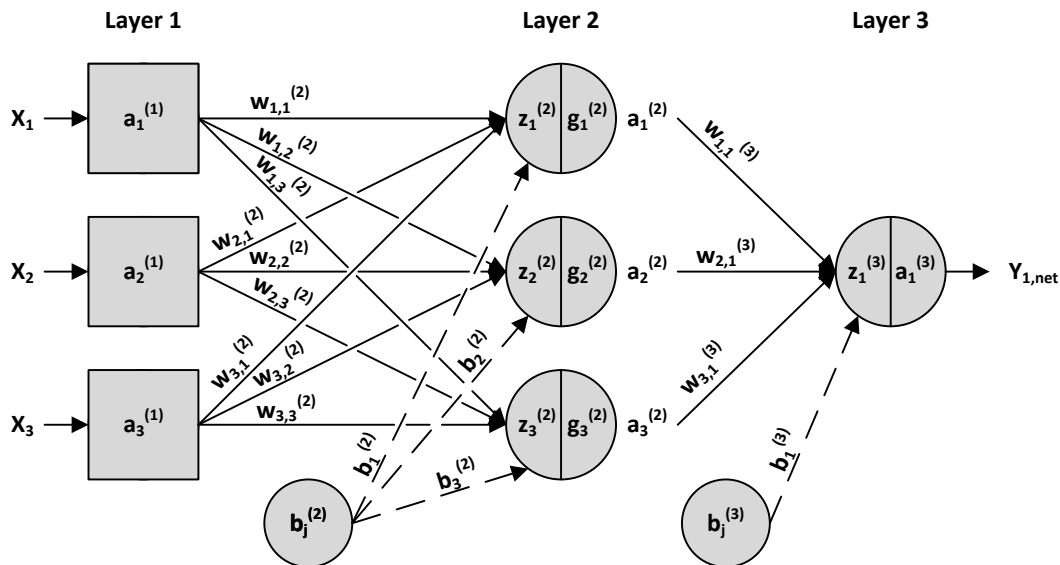 Layer 1
Layer 2
Layer 3
X₁
a₁⁽¹⁾
w₁,₁⁽²⁾
w₁,₂⁽²⁾
w₁,₃⁽²⁾
z₁⁽²⁾
g₁⁽²⁾
a₁⁽²⁾
w₁,₁⁽³⁾
X₂
a₂⁽¹⁾
w₂,₁⁽²⁾
w₂,₂⁽²⁾
w₂,₃⁽²⁾
z₂⁽²⁾
g₂⁽²⁾
a₂⁽²⁾
w₂,₁⁽³⁾
z₁⁽³⁾
a₁⁽³⁾
Y₁,net
X₃
a₃⁽¹⁾
w₃,₁⁽²⁾
w₃,₂⁽²⁾
w₃,₃⁽²⁾
z₃⁽²⁾
g₃⁽²⁾
a₃⁽²⁾
w₃,₁⁽³⁾
b₁⁽²⁾
b₂⁽²⁾
b₃⁽²⁾
bⱼ⁽²⁾
b₁⁽³⁾
bⱼ⁽³⁾